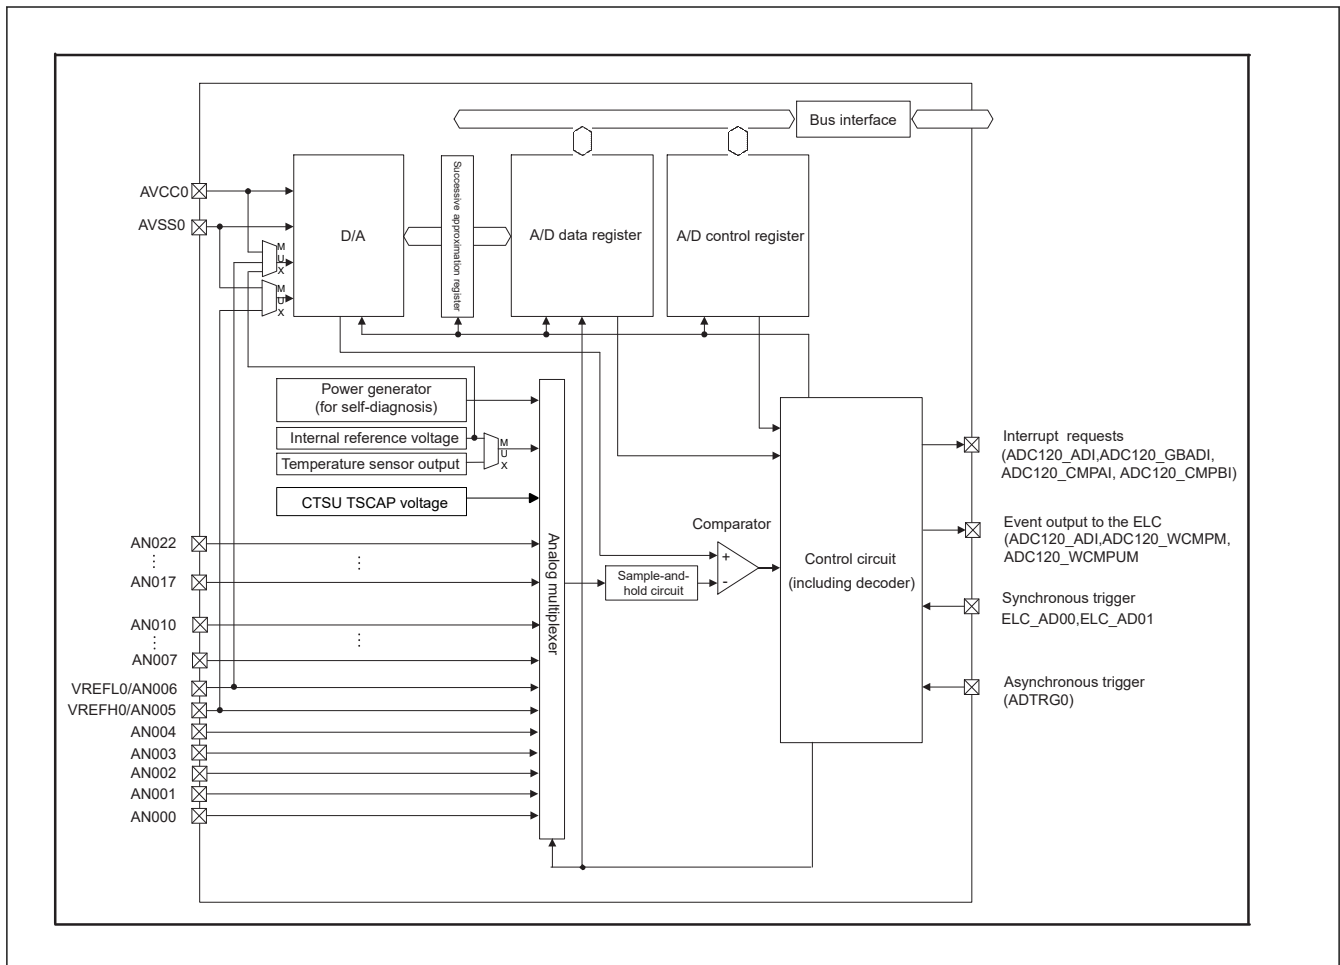 Bus interface
AVCC0
AVSS0
D/A
Successive approximation register
A/D data register
A/D control register
M
U
X
M
U
X
Power generator
(for self-diagnosis)
Internal reference voltage
Temperature sensor output
M
U
X
CTSU TSCAP voltage
Analog multiplexer
Comparator
+
-
Sample-and-
hold circuit
Control circuit
(including decoder)
Interrupt requests
(ADC120_ADI,ADC120_GBADI,
ADC120_CMPAI, ADC120_CMPBI)
Event output to the ELC
(ADC120_ADI,ADC120_WCMPM,
ADC120_WCMPUM
Synchronous trigger
ELC_AD00,ELC_AD01
Asynchronous trigger
(ADTRG0)
AN022
AN017
AN010
AN007
VREFL0/AN006
VREFH0/AN005
AN004
AN003
AN002
AN001
AN000